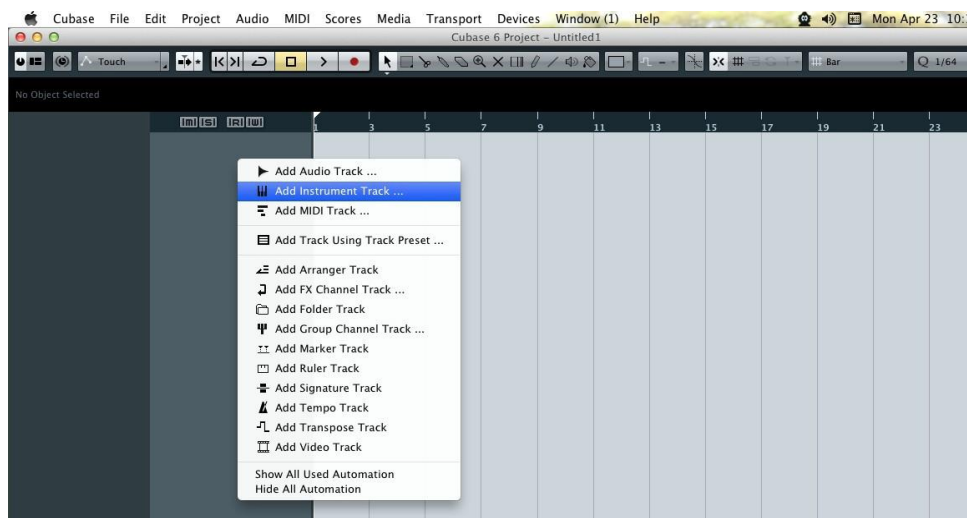 Cubase File Edit Project Audio MIDI Scores Media Transport Devices Window (1) Help Mon Apr 23 10:
Cubase 6 Project - Untitled1
Touch Bar Q 1/64
No Object Selected
m S R W
1 3 5 7 9 11 13 15 17 19 21 23
Add Audio Track ...
Add Instrument Track ...
Add MIDI Track ...
Add Track Using Track Preset ...
Add Arranger Track
Add FX Channel Track ...
Add Folder Track
Add Group Channel Track ...
Add Marker Track
Add Ruler Track
Add Signature Track
Add Tempo Track
Add Transpose Track
Add Video Track
Show All Used Automation
Hide All Automation